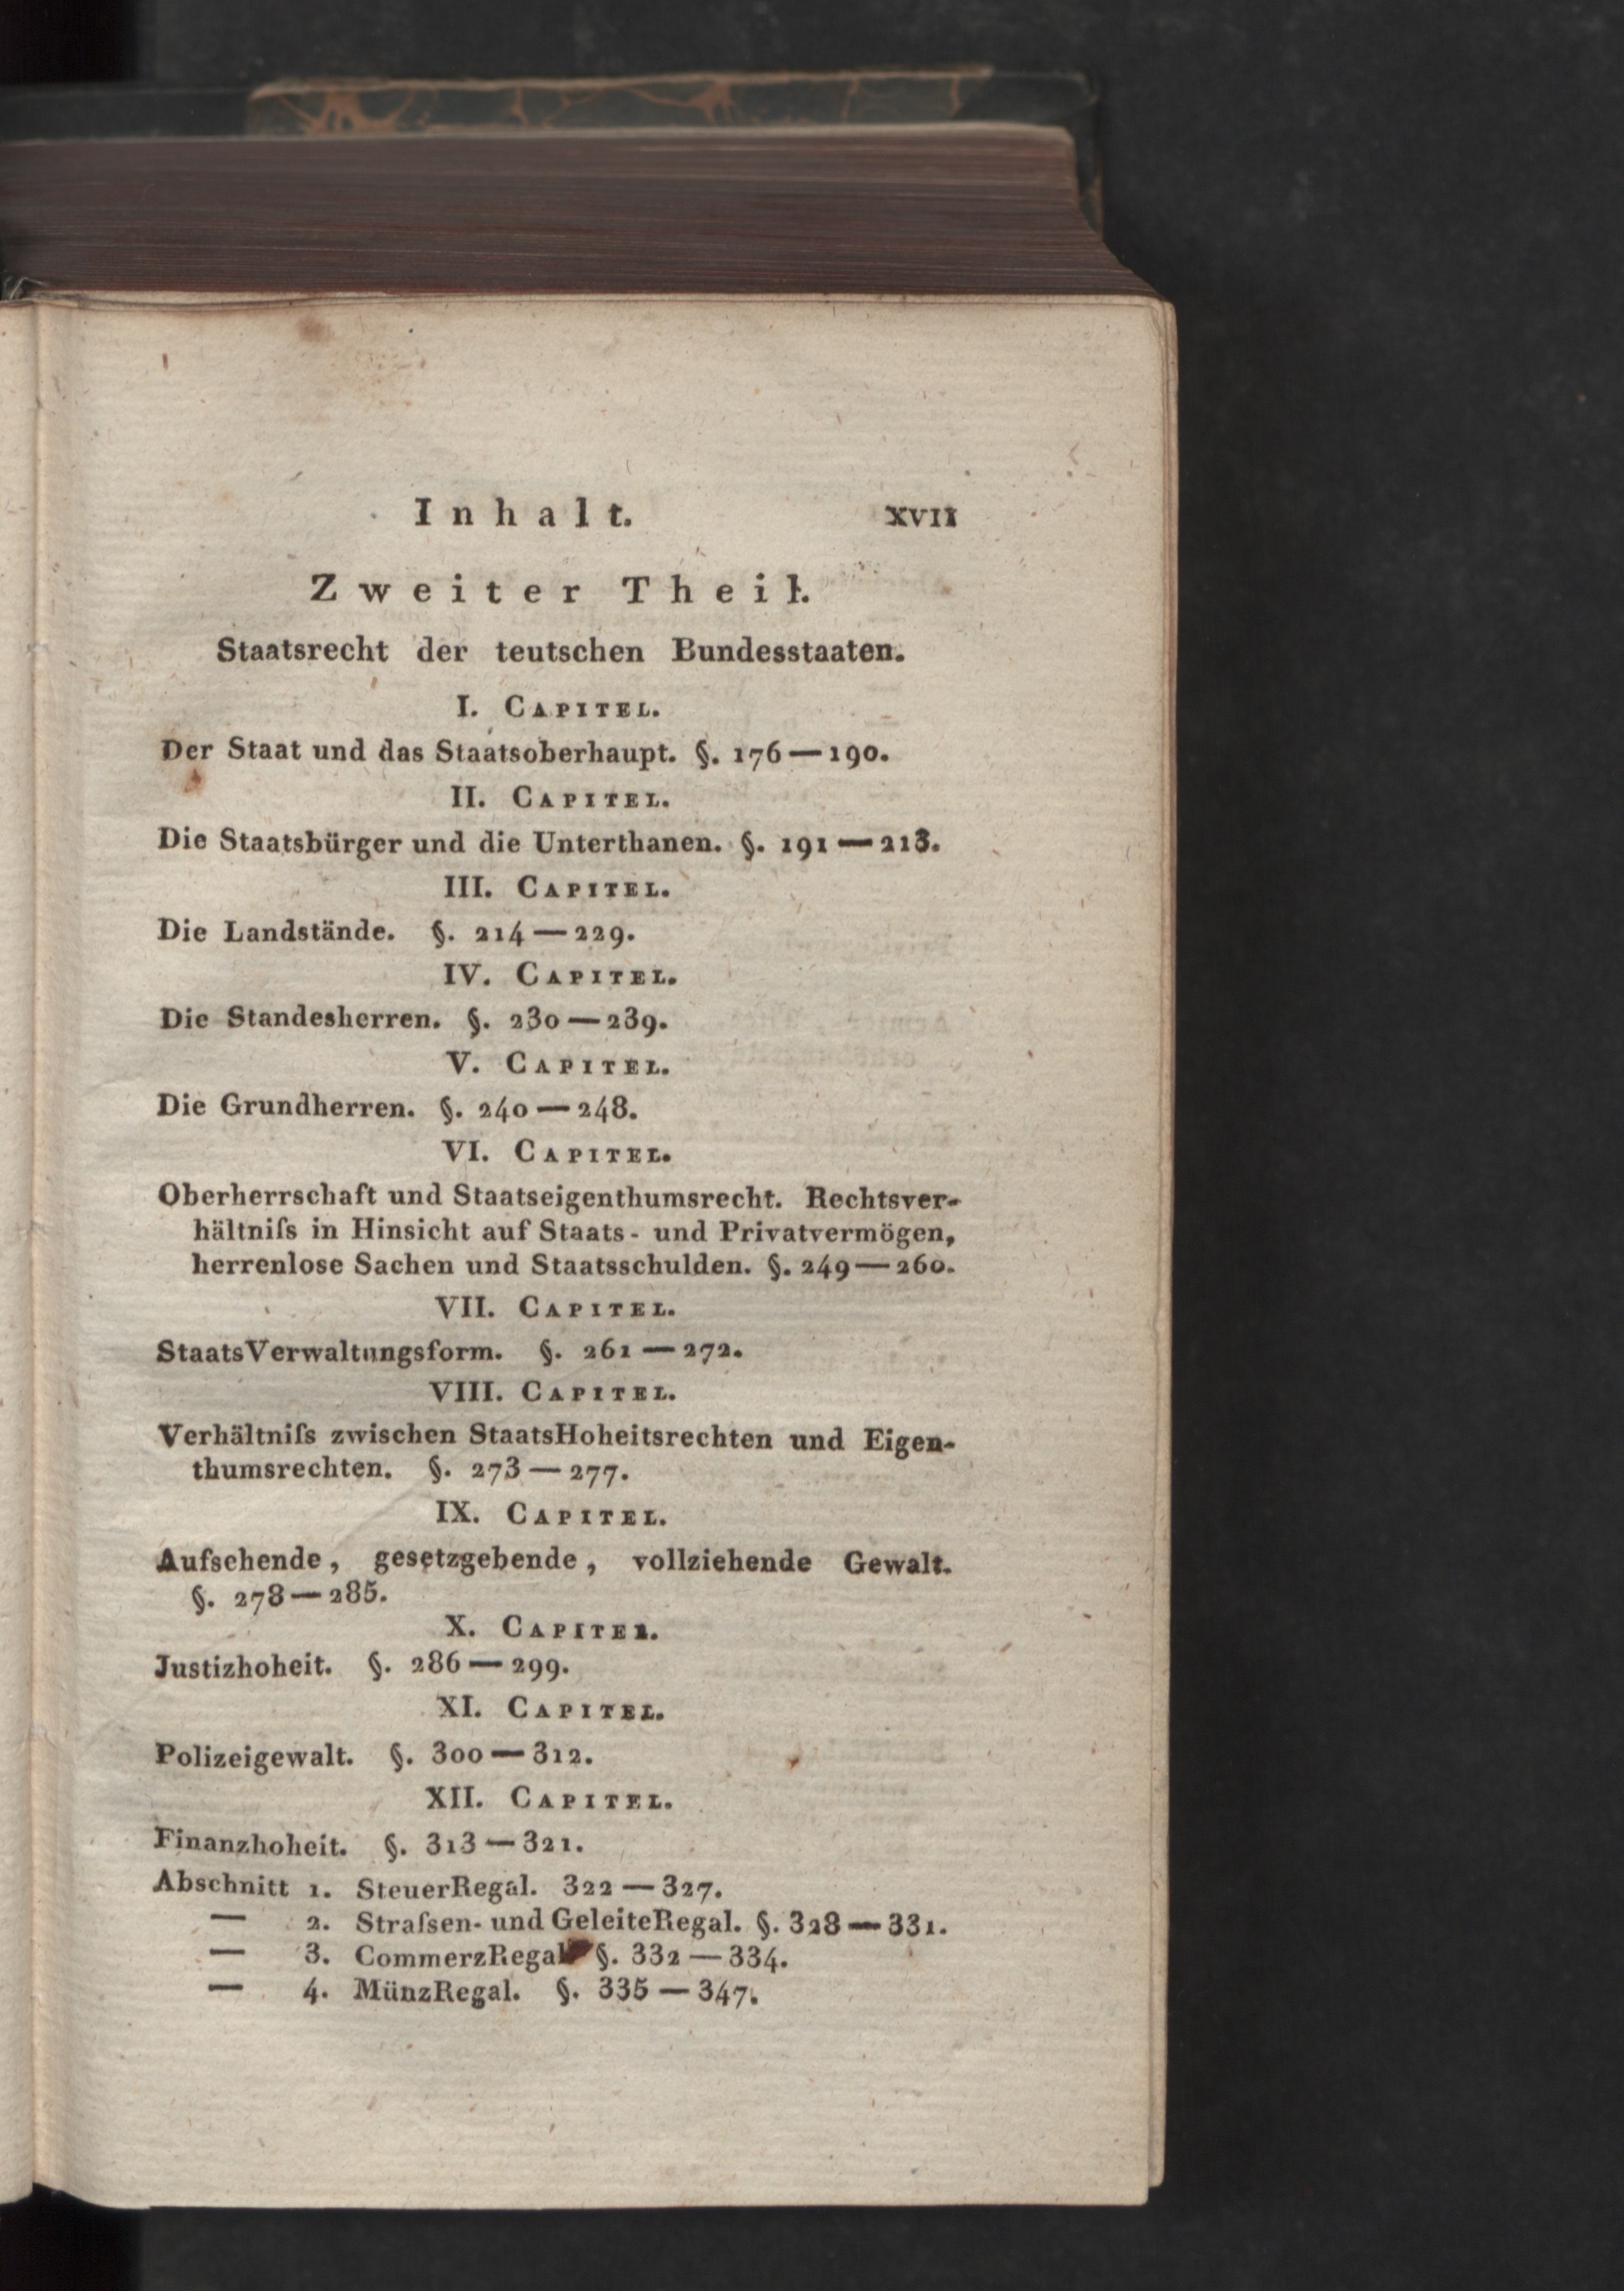 Inhalt. XVII
Zweiter Theil.
Staatsrecht der teutschen Bundesstaaten.
I. CAPITEL.
Der Staat und das Staatsoberhaupt. §. 176—190.
II. CAPITEL.
Die Staatsbürger und die Unterthanen. §. 191—213.
III. CAPITEL.
Die Landstände. §. 214—229.
IV. CAPITEL.
Die Standesherren. §. 230—239.
V. CAPITEL.
Die Grundherren. §. 240—248.
VI. CAPITEL.
Oberherrschaft und Staatseigenthumsrecht. Rechtsver-
hältniſs in Hinsicht auf Staats- und Privatvermögen,
herrenlose Sachen und Staatsschulden. §. 249—260.
VII. CAPITEL.
StaatsVerwaltungsform. §. 261—272.
VIII. CAPITEL.
Verhältniſs zwischen StaatsHoheitsrechten und Eigen-
thumsrechten. §. 273—277.
IX. CAPITEL.
Aufsehende, gesetzgebende, vollziehende Gewalt.
§. 278—285.
X. CAPITEL.
Justizhoheit. §. 286—299.
XI. CAPITEL.
Polizeigewalt. §. 300—312.
XII. CAPITEL.
Finanzhoheit. §. 313—321.
Abschnitt 1. SteuerRegal. 322—327.
— 2. Straſsen- und GeleiteRegal. §. 328—331.
— 3. CommerzRegal §. 332—334.
— 4. MünzRegal. §. 335—347.